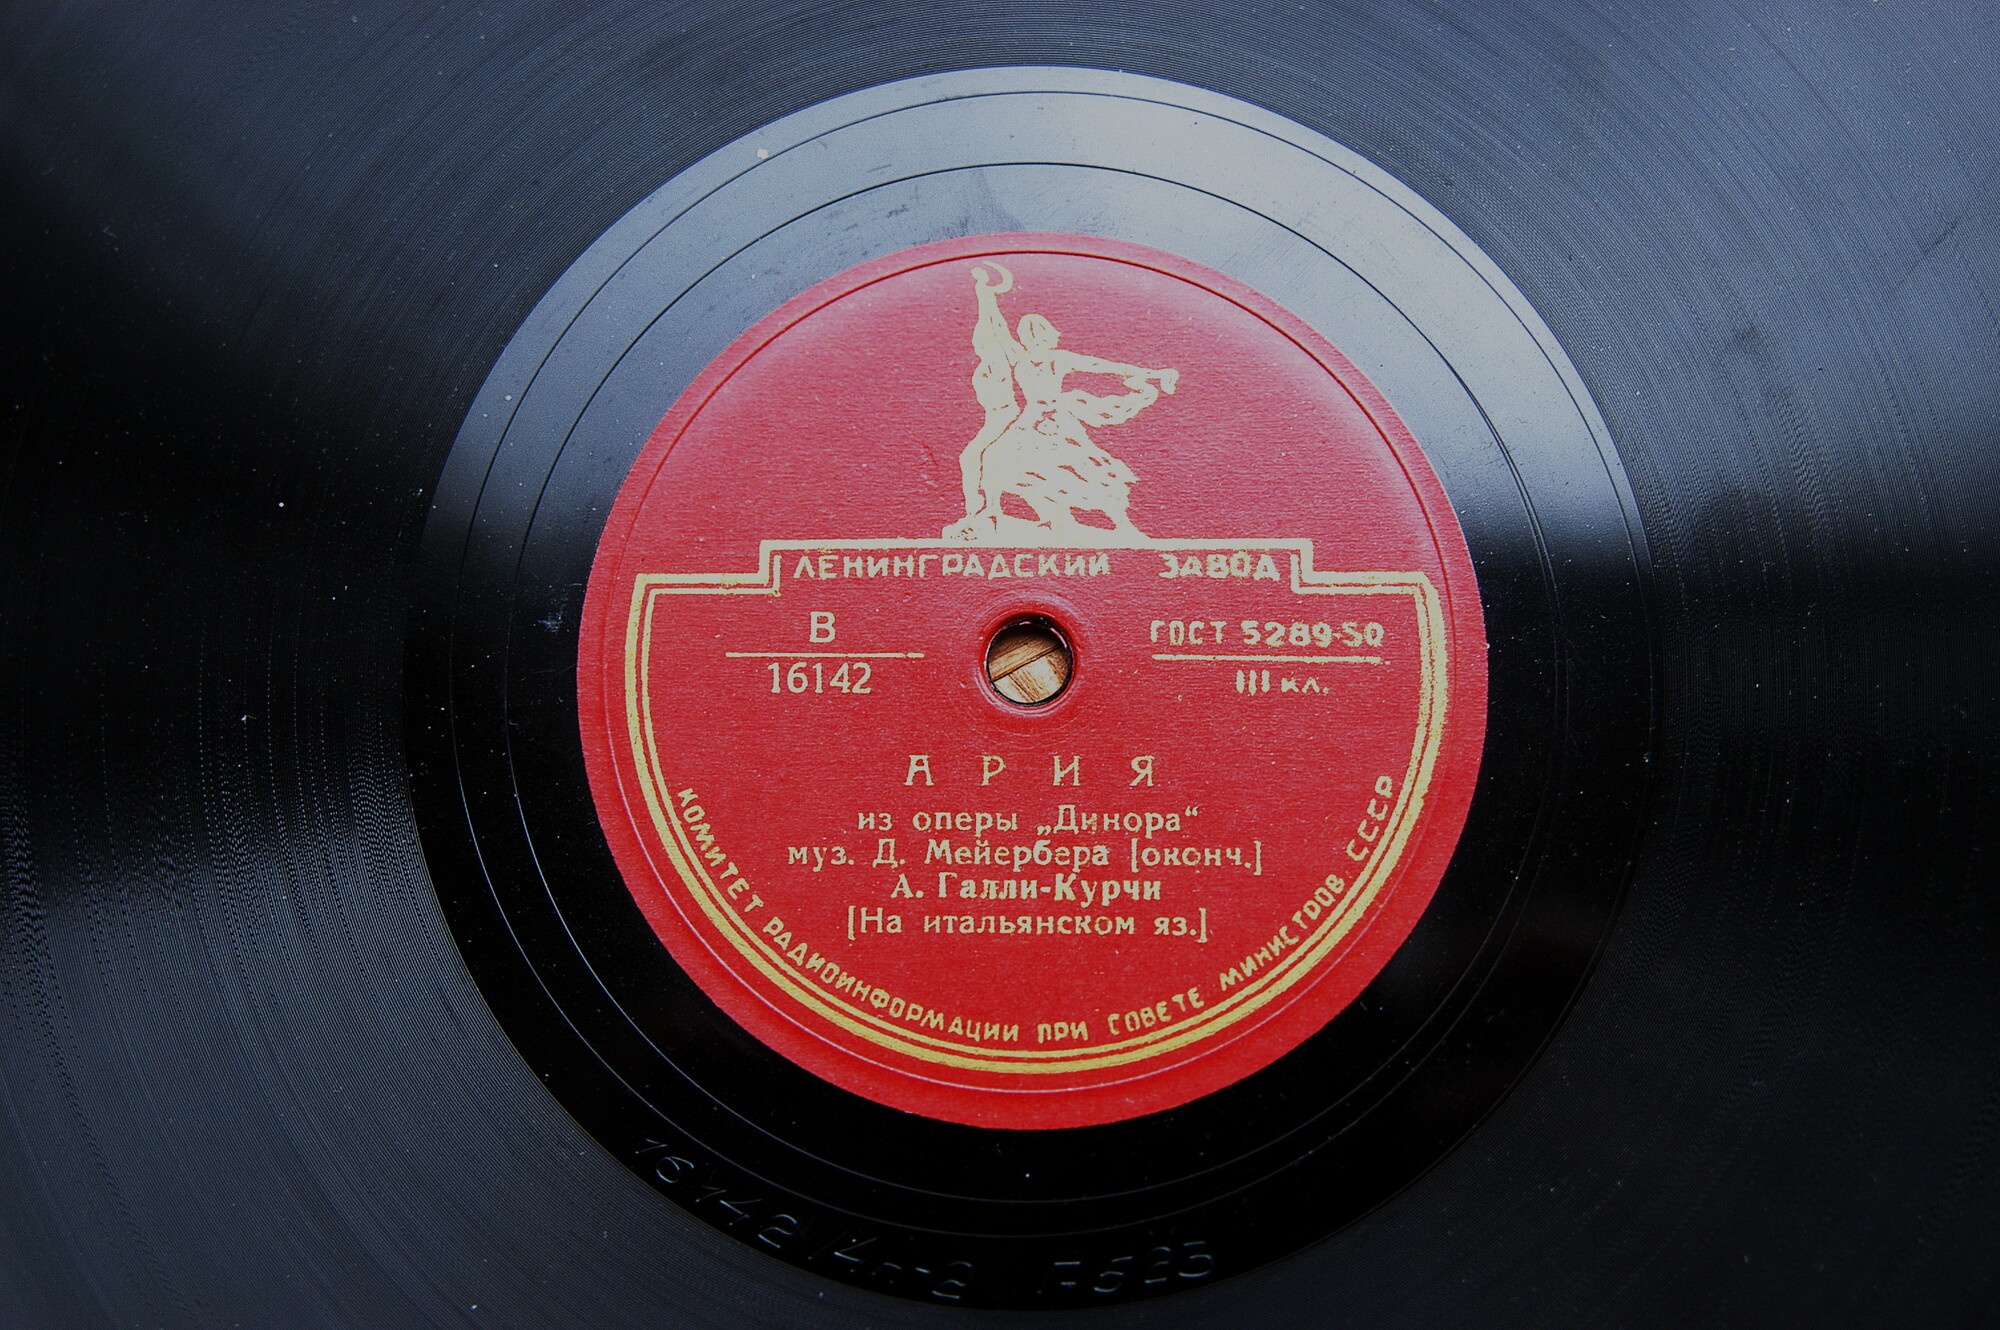 ЛЕНИНГРАДСКИЙ ЗАВОД
В
16142
ГОСТ 5289-50
III кл.
АРИЯ
из оперы „Динора“
муз. Д. Мейербера [оконч.]
А. Галли-Курчи
[На итальянском яз.]
КОМИТЕТ РАДИОИНФОРМАЦИИ ПРИ СОВЕТЕ МИНИСТРОВ СССР
16142